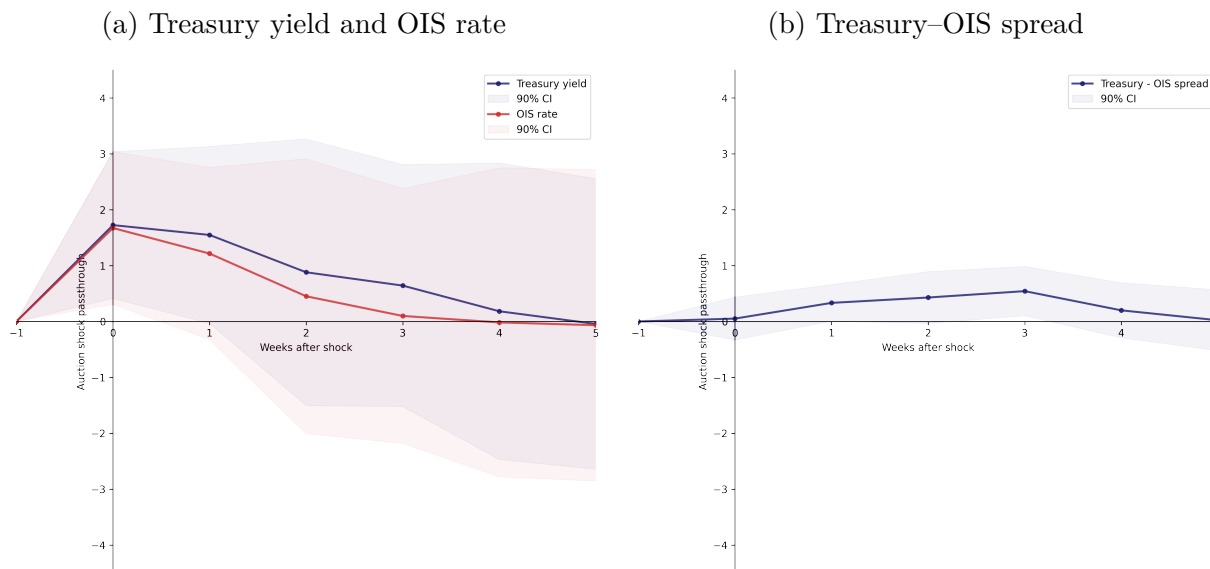 (a) Treasury yield and OIS rate
Treasury yield
90% CI
OIS rate
90% CI
4
3
2
1
0
−1
−2
−3
−4
Auction shock passthrough
−1 0 1 2 3 4 5
Weeks after shock
(b) Treasury–OIS spread
Treasury - OIS spread
90% CI
4
3
2
1
0
−1
−2
−3
−4
Auction shock passthrough
−1 0 1 2 3 4
Weeks after shock